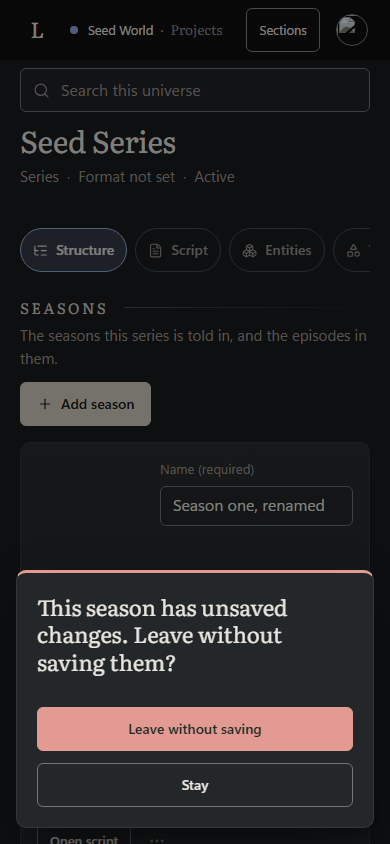 L
Seed World · Projects
Sections
Search this universe
Seed Series
Series · Format not set · Active
Structure
Script
Entities
SEASONS
The seasons this series is told in, and the episodes in
them.
+ Add season
Name (required)
Season one, renamed
This season has unsaved
changes. Leave without
saving them?
Leave without saving
Stay
Open script